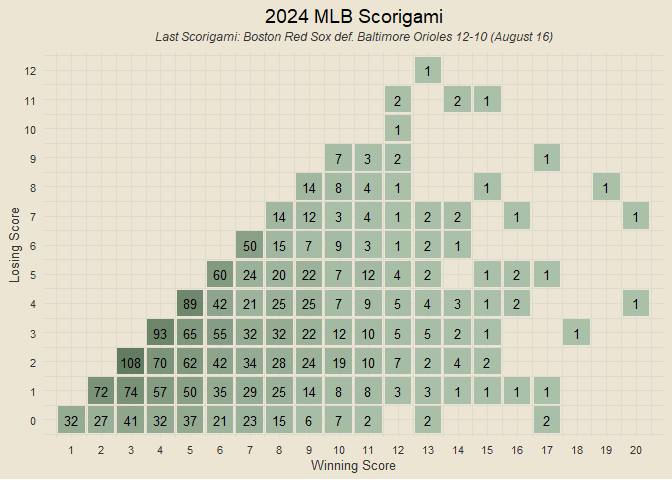 2024 MLB Scorigami
Last Scorigami: Boston Red Sox def. Baltimore Orioles 12-10 (August 16)
12 1
11 2 2 1
10 1
9 7 3 2 1
8 14 8 4 1 1 1
7 14 12 3 4 1 2 2 1 1
6 50 15 7 9 3 1 2 1
5 60 24 20 22 7 12 4 2 1 2 1
4 89 42 21 25 25 7 9 5 4 3 1 2 1
3 93 65 55 32 32 22 12 10 5 5 2 1 1
2 108 70 62 42 34 28 24 19 10 7 2 4 2
1 72 74 57 50 35 29 25 14 8 8 3 3 1 1 1 1
0 32 27 41 32 37 21 23 15 6 7 2 2 2
1 2 3 4 5 6 7 8 9 10 11 12 13 14 15 16 17 18 19 20
Winning Score
Losing Score